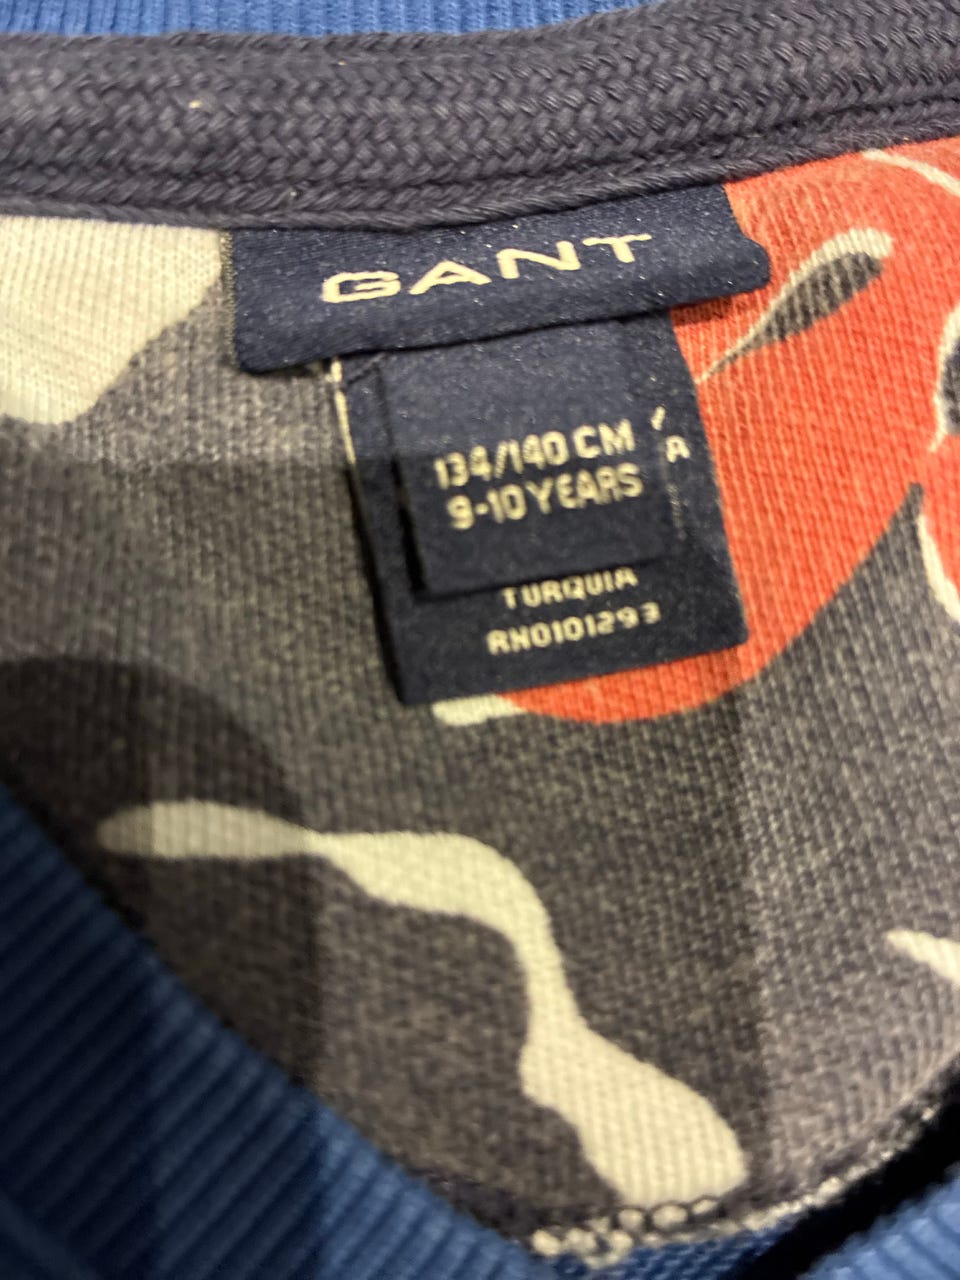 GANT
134/140 CM
9-10 YEARS
TURQUIA
RN0101293